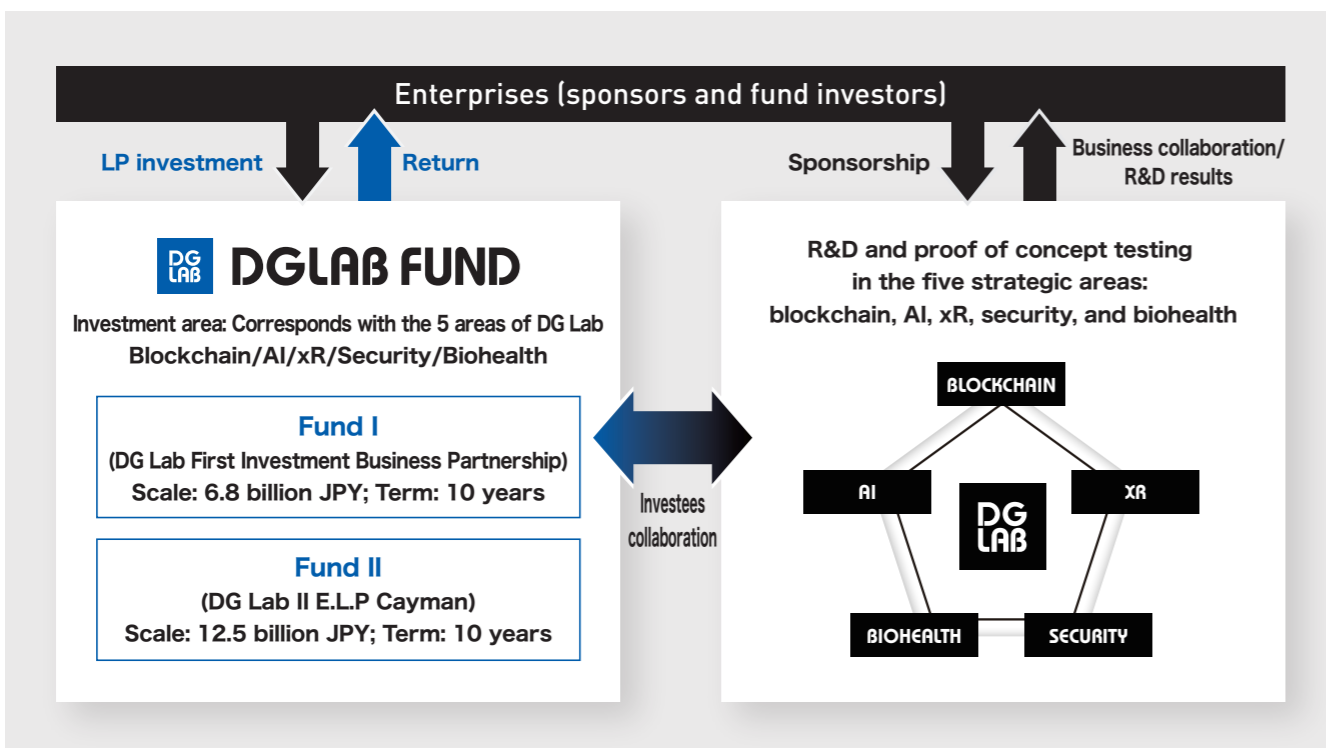 Enterprises (sponsors and fund investors)
LP investment
Return
Sponsorship
Business collaboration/
R&D results
DG
LAB
DGLAB FUND
Investment area: Corresponds with the 5 areas of DG Lab
Blockchain/AI/xR/Security/Biohealth
Fund I
(DG Lab First Investment Business Partnership)
Scale: 6.8 billion JPY; Term: 10 years
Fund II
(DG Lab II E.L.P Cayman)
Scale: 12.5 billion JPY; Term: 10 years
Investees
collaboration
R&D and proof of concept testing
in the five strategic areas:
blockchain, AI, xR, security, and biohealth
BLOCKCHAIN
AI
XR
DG
LAB
BIOHEALTH
SECURITY